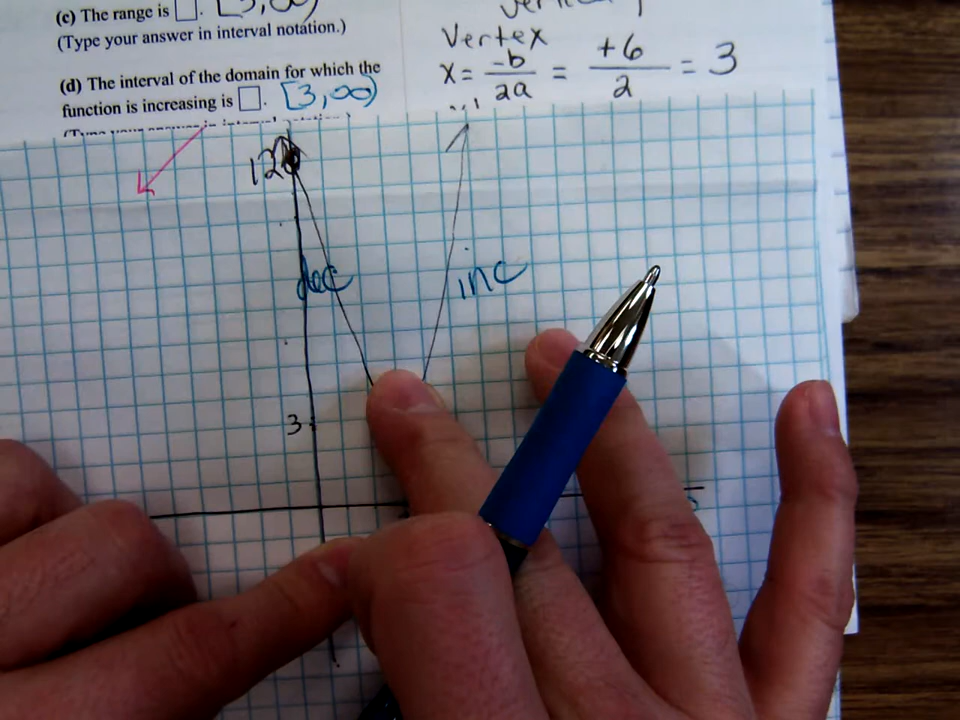 (c) The range is □. [3,∞)
(Type your answer in interval notation.)
(d) The interval of the domain for which the
function is increasing is □. [3,∞)
Vertex
x = -b/2a = +6/2 = 3
12
dec
inc
3